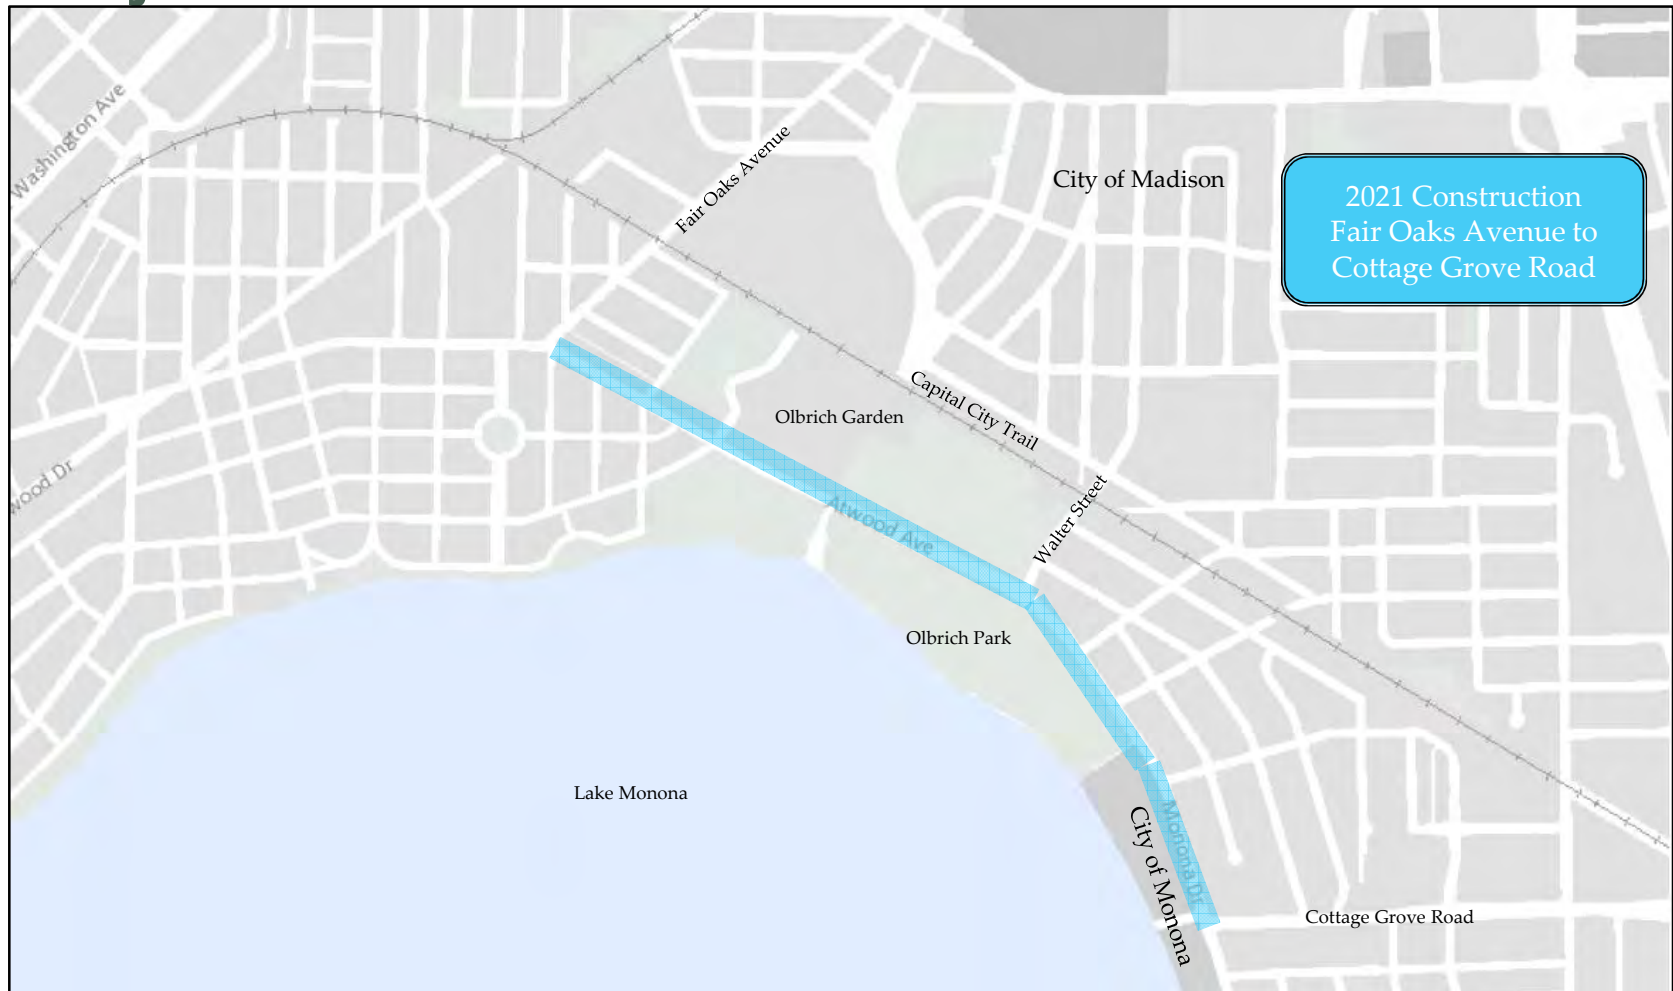 Washington Ave
Fair Oaks Avenue
City of Madison
2021 Construction
Fair Oaks Avenue to
Cottage Grove Road
Capital City Trail
Olbrich Garden
wood Dr
Atwood Ave
Walter Street
Olbrich Park
Lake Monona
City of Monona
Monona Dr
Cottage Grove Road